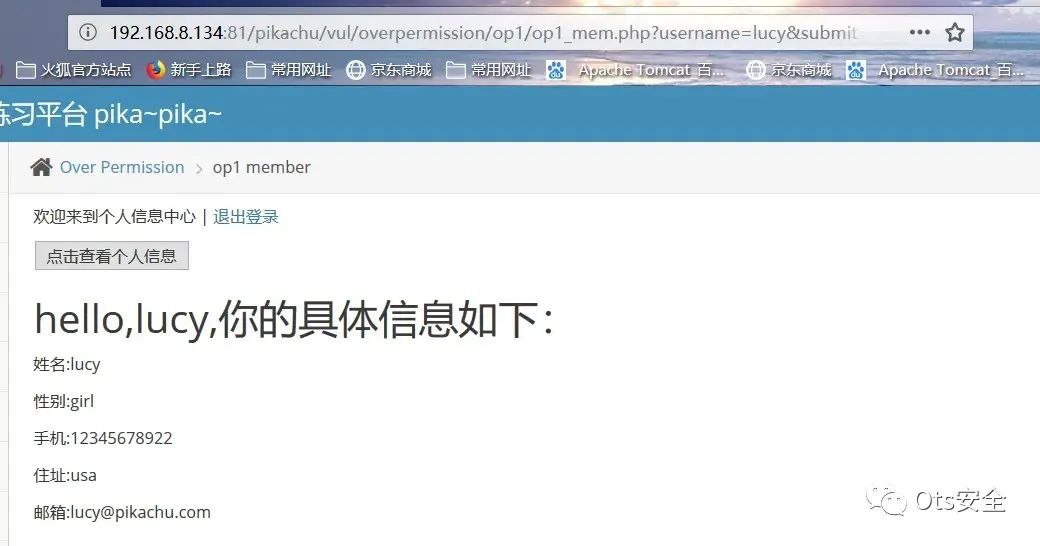 192.168.8.134:81/pikachu/vul/overpermission/op1/op1_mem.php?username=lucy&submit
火狐官方站点 新手上路 常用网址 京东商城 常用网址 Apache Tomcat_百... 京东商城 Apache Tomcat_百...
习平台 pika~pika~
Over Permission > op1 member
欢迎来到个人信息中心 | 退出登录
点击查看个人信息
hello,lucy,你的具体信息如下：
姓名:lucy
性别:girl
手机:12345678922
住址:usa
邮箱:lucy@pikachu.com
Ots安全